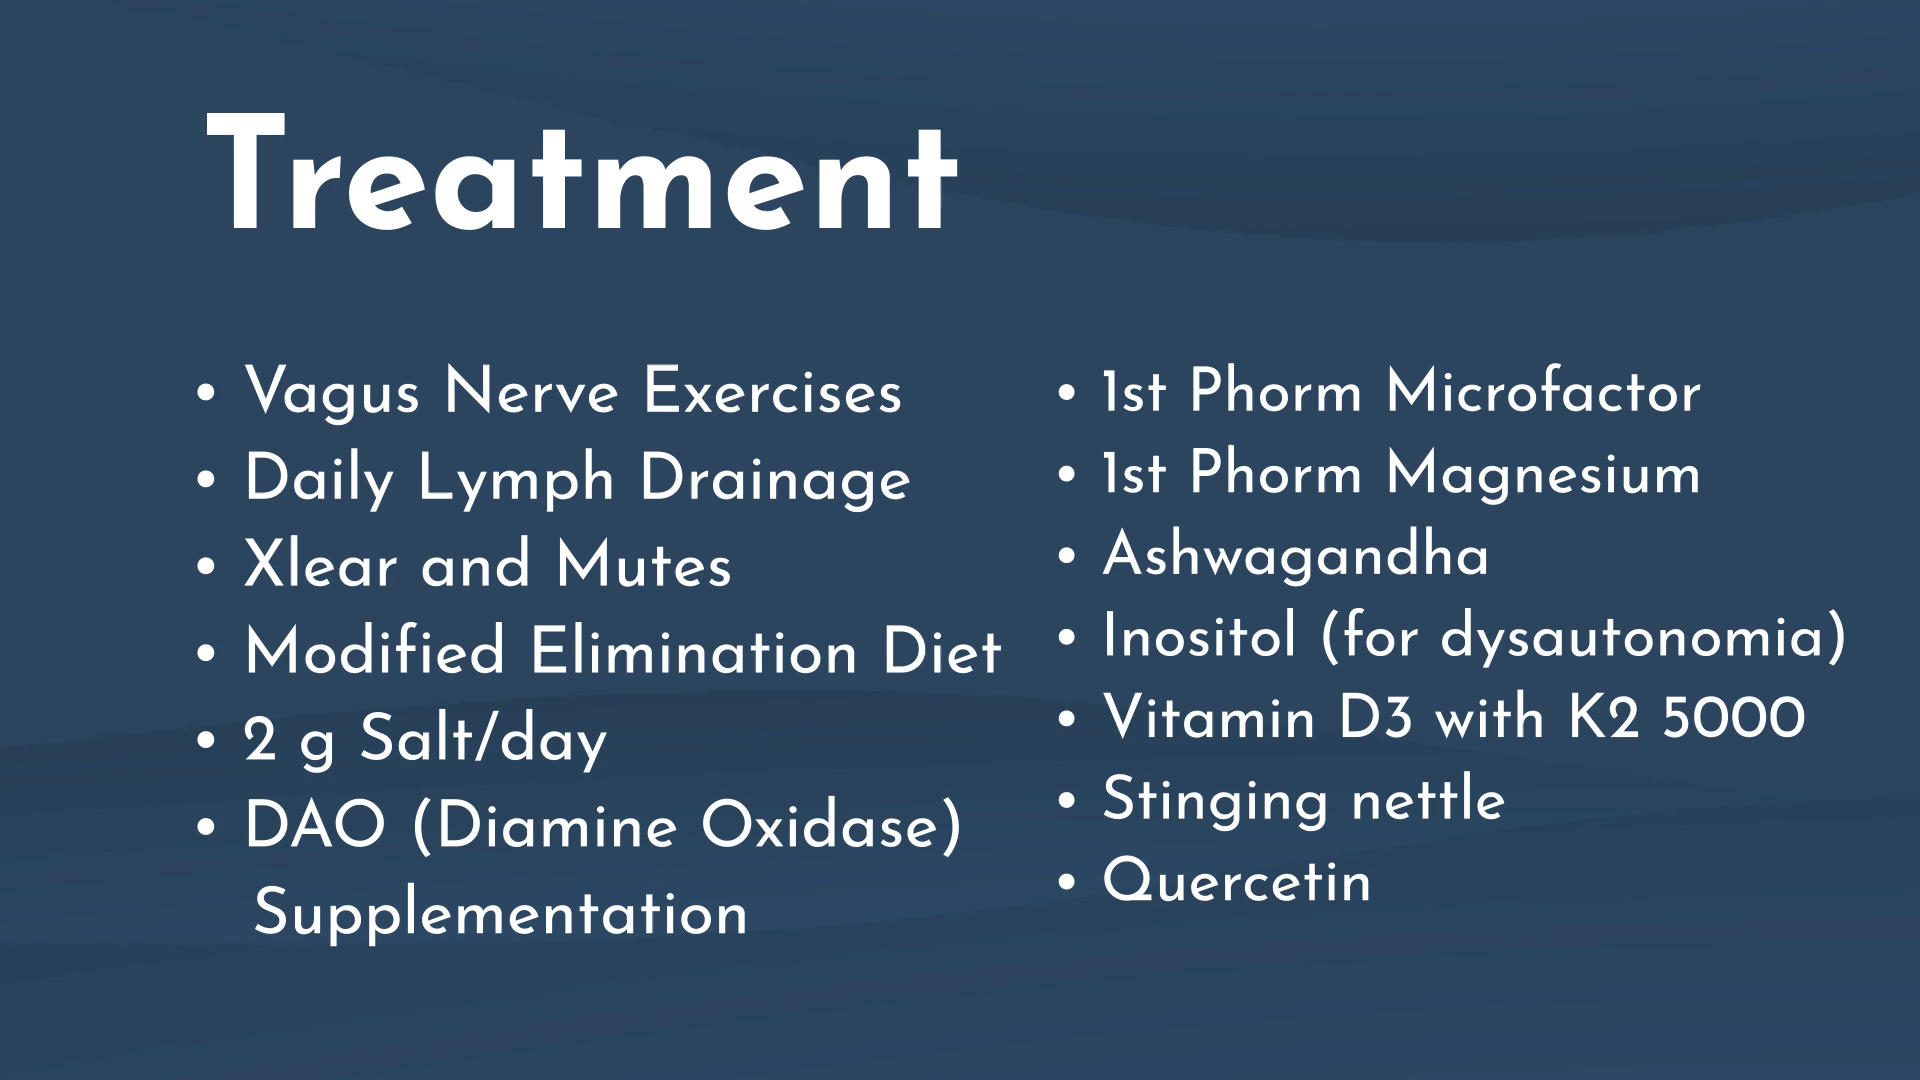 Treatment
• Vagus Nerve Exercises
• Daily Lymph Drainage
• Xlear and Mutes
• Modified Elimination Diet
• 2 g Salt/day
• DAO (Diamine Oxidase)
Supplementation
• 1st Phorm Microfactor
• 1st Phorm Magnesium
• Ashwagandha
• Inositol (for dysautonomia)
• Vitamin D3 with K2 5000
• Stinging nettle
• Quercetin